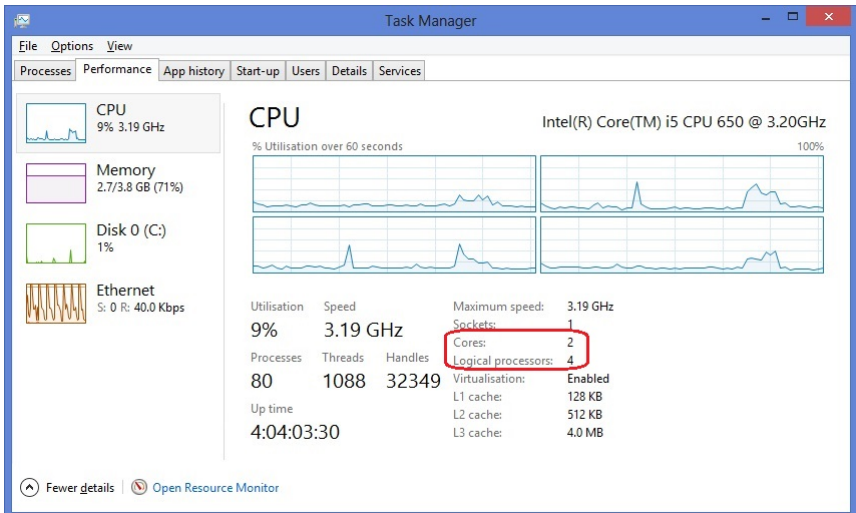 Task Manager
File Options View
Processes Performance App history Start-up Users Details Services
CPU
9% 3.19 GHz
Memory
2.7/3.8 GB (71%)
Disk 0 (C:)
1%
Ethernet
S: 0 R: 40.0 Kbps
CPU Intel(R) Core(TM) i5 CPU 650 @ 3.20GHz
% Utilisation over 60 seconds 100%
Utilisation Speed
9% 3.19 GHz
Processes Threads Handles
80 1088 32349
Up time
4:04:03:30
Maximum speed: 3.19 GHz
Sockets: 1
Cores: 2
Logical processors: 4
Virtualisation: Enabled
L1 cache: 128 KB
L2 cache: 512 KB
L3 cache: 4.0 MB
Fewer details Open Resource Monitor